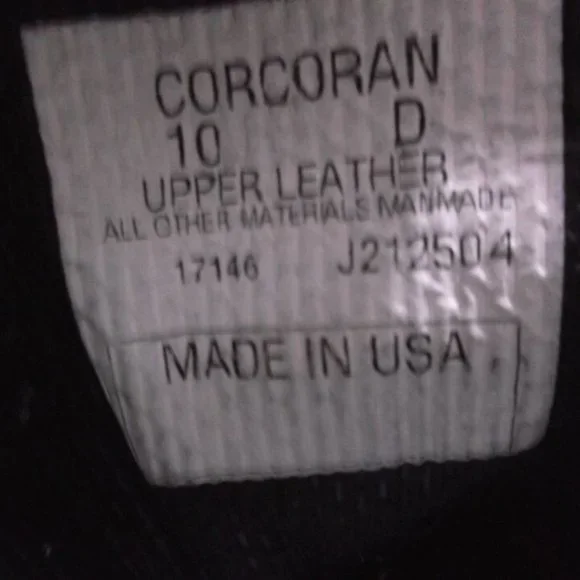 CORCORAN
10 D
UPPER LEATHER
ALL OTHER MATERIALS MANMADE
17146 J212504
MADE IN USA